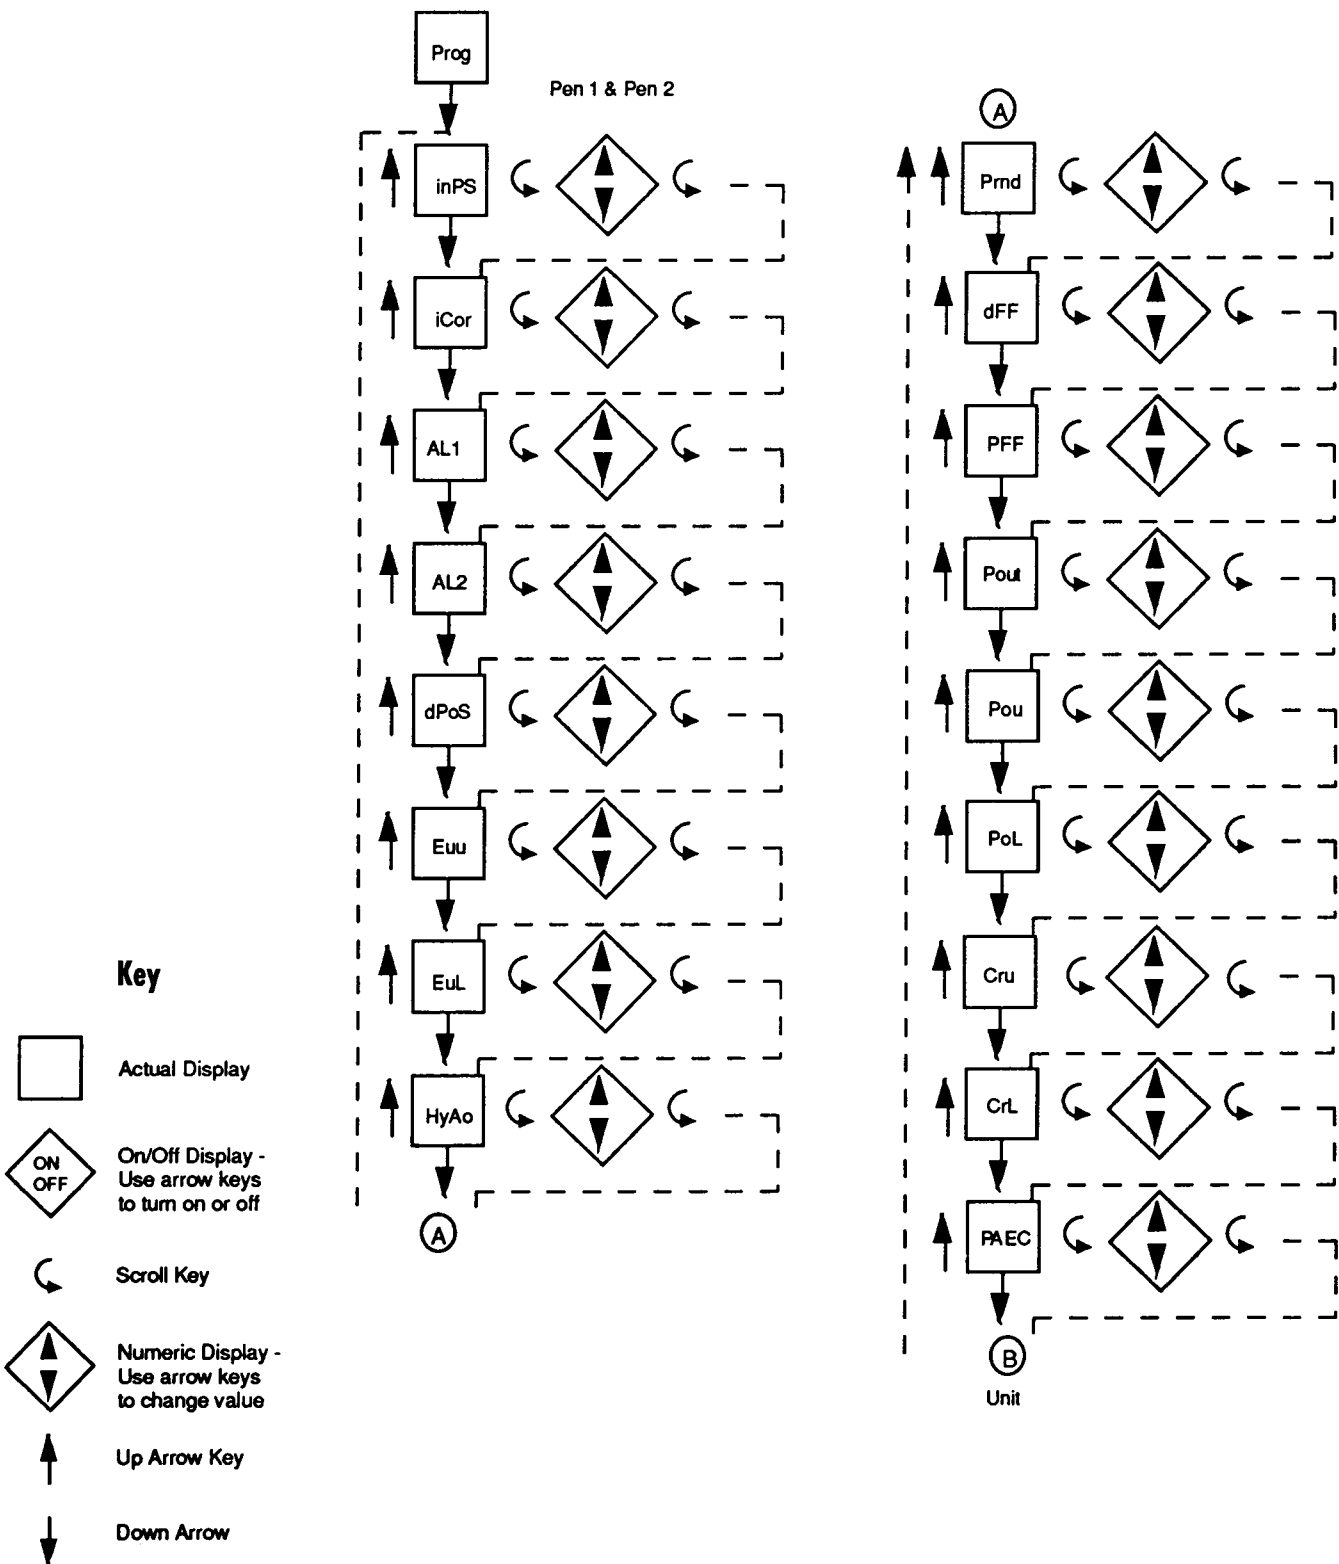 Prog
Pen 1 & Pen 2
inPS
iCor
AL1
AL2
dPoS
Euu
EuL
HyAo
A
A
Prnd
dFF
PFF
Pout
Pou
PoL
Cru
CrL
PAEC
B
Unit
Key
Actual Display
ON
OFF
On/Off Display -
Use arrow keys
to turn on or off
Scroll Key
Numeric Display -
Use arrow keys
to change value
Up Arrow Key
Down Arrow